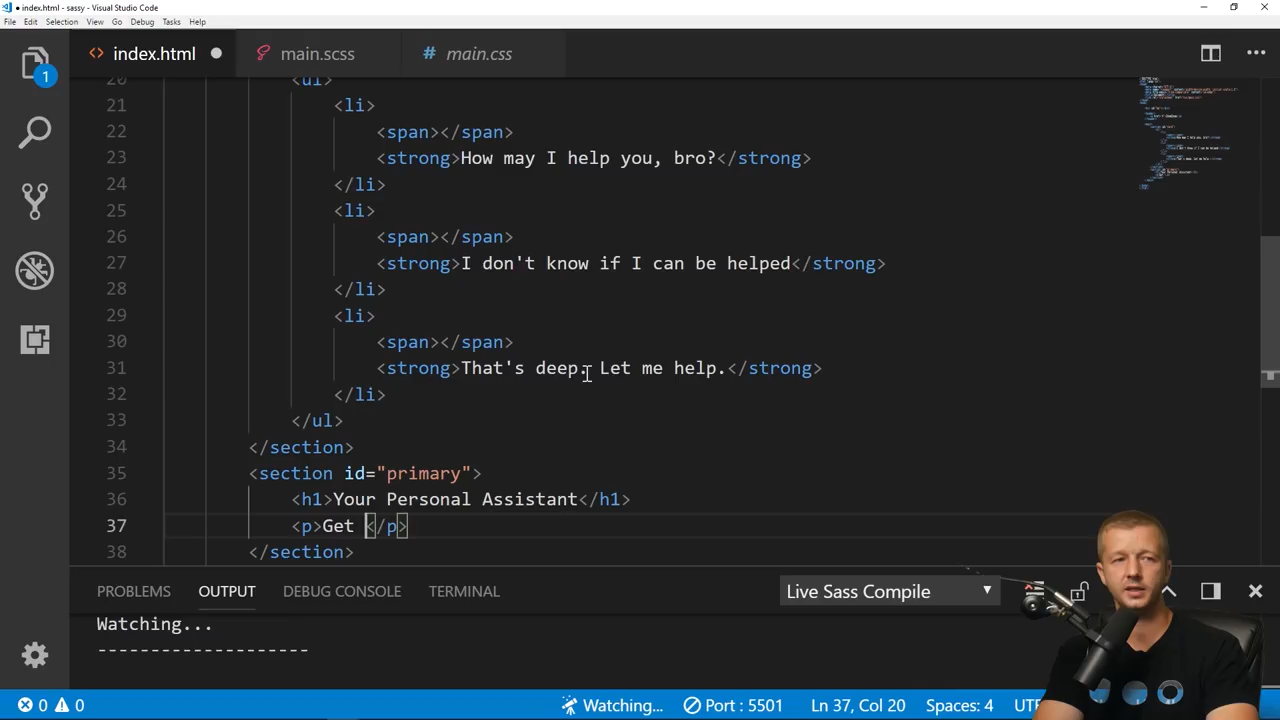 ● index.html - sassy - Visual Studio Code
File Edit Selection View Go Debug Tasks Help
<> index.html ● main.scss # main.css
1
20 <ul>
21 <li>
22 <span></span>
23 <strong>How may I help you, bro?</strong>
24 </li>
25 <li>
26 <span></span>
27 <strong>I don't know if I can be helped</strong>
28 </li>
29 <li>
30 <span></span>
31 <strong>That's deep. Let me help.</strong>
32 </li>
33 </ul>
34 </section>
35 <section id="primary">
36 <h1>Your Personal Assistant</h1>
37 <p>Get </p>
38 </section>
PROBLEMS OUTPUT DEBUG CONSOLE TERMINAL Live Sass Compile
Watching...
--------------------
0 0 Watching... Port : 5501 Ln 37, Col 20 Spaces: 4 UTF